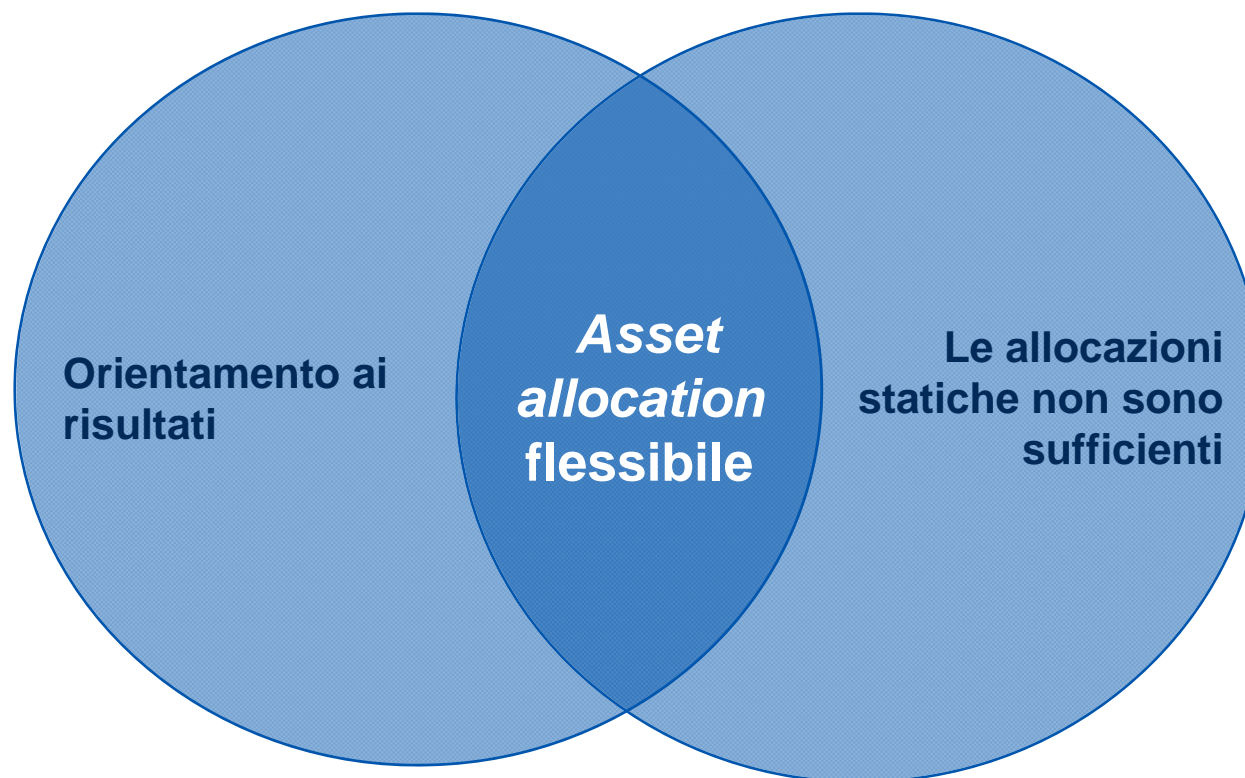 Orientamento ai
risultati
Asset
allocation
flessibile
Le allocazioni
statiche non sono
sufficienti